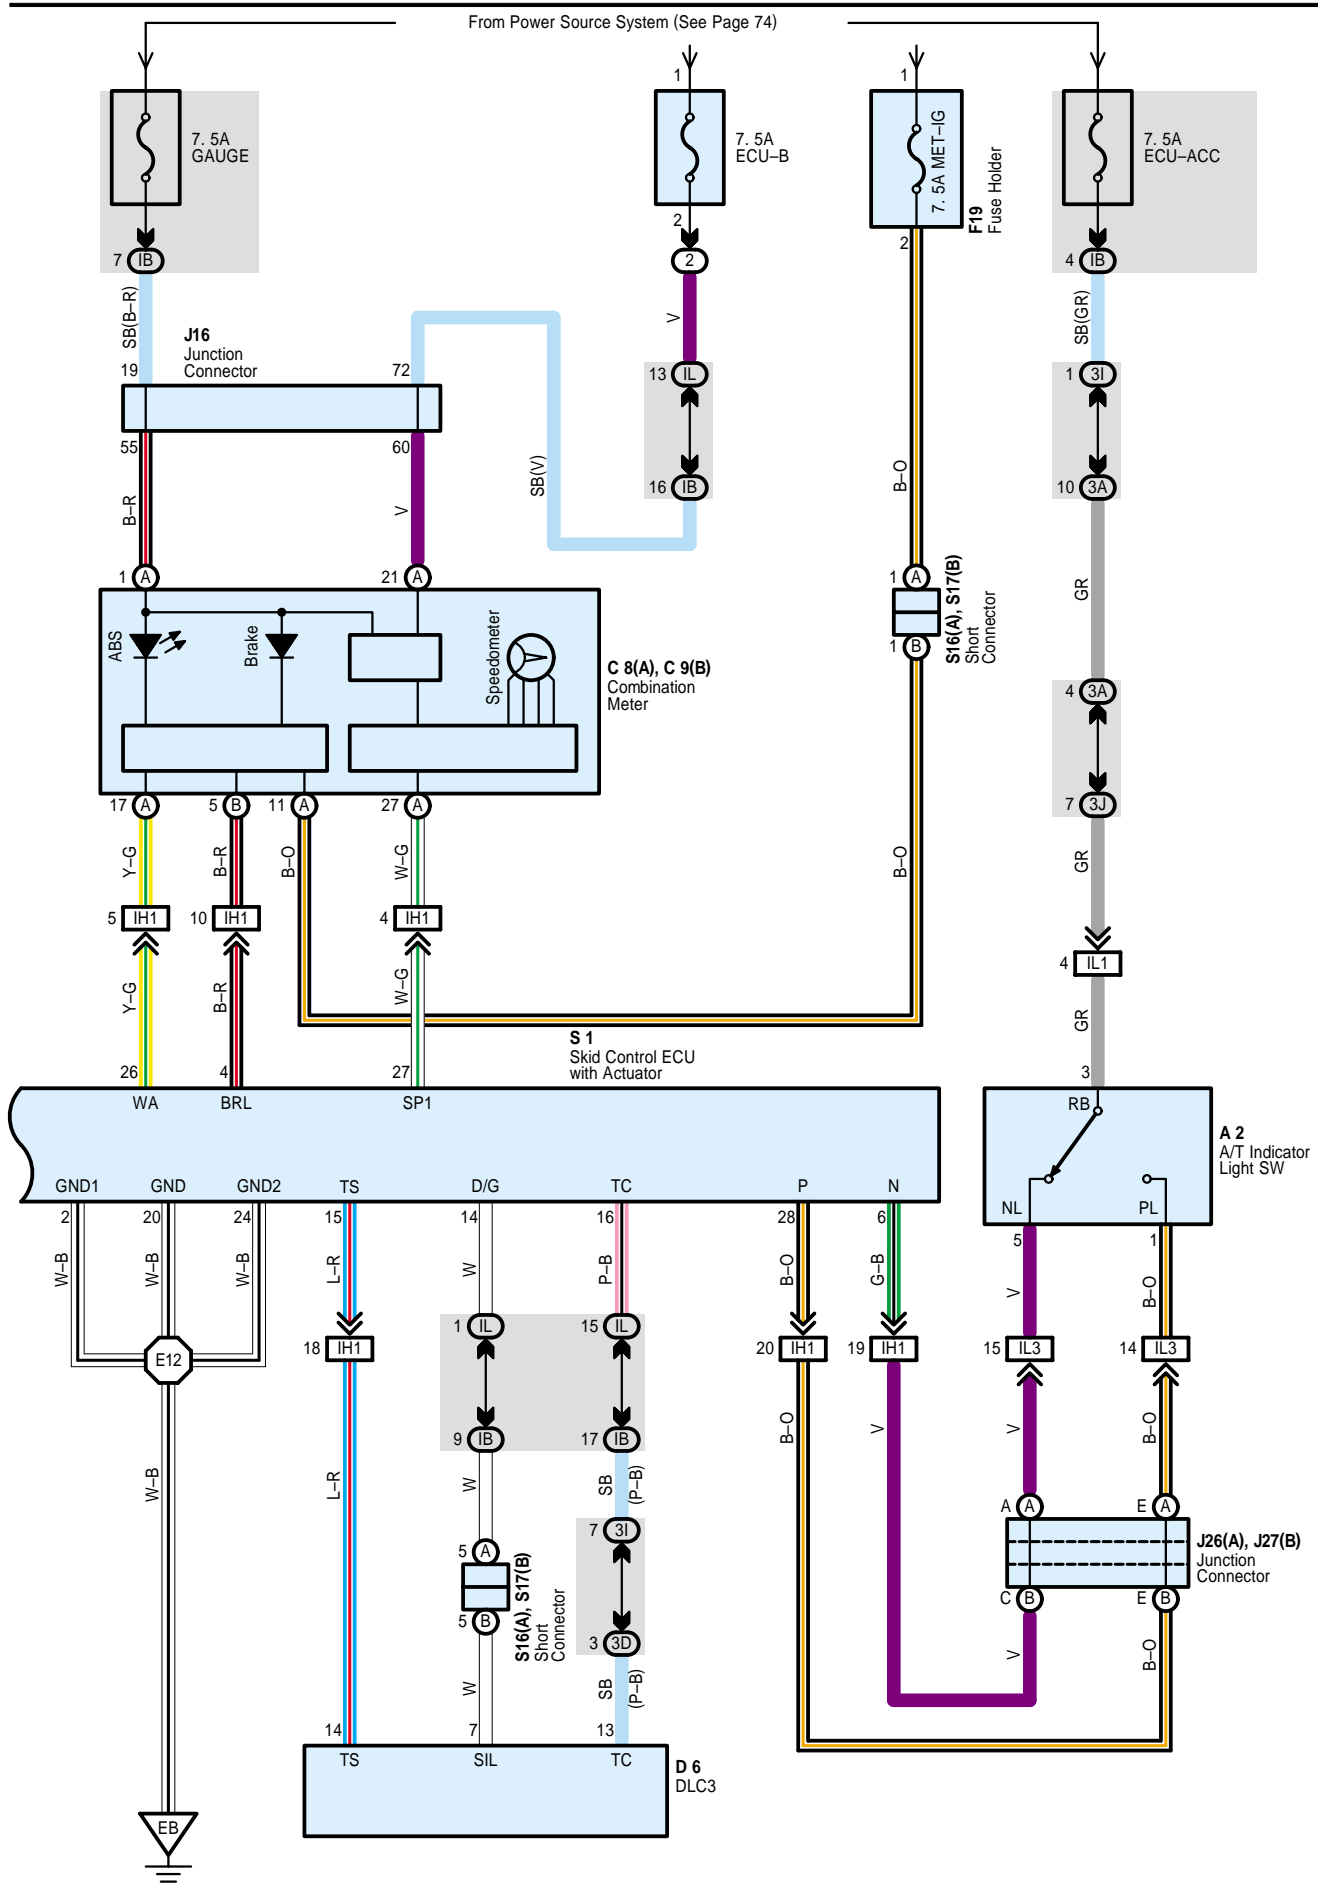 From Power Source System (See Page 74)
1
1
7. 5A
GAUGE
7. 5A
ECU–B
7. 5A MET–IG
F19
Fuse Holder
7. 5A
ECU–ACC
2
2
7
IB
2
4
IB
SB(B–R)
V
SB(GR)
J16
Junction
Connector
19
72
13
IL
1
3I
55
60
SB(V)
B–O
16
IB
10
3A
B–R
V
1
A
21
A
1
A
S16(A), S17(B)
Short
Connector
GR
ABS
Brake
Speedometer
1
B
C 8(A), C 9(B)
Combination
Meter
4
3A
17
A
5
B
11
A
27
A
7
3J
Y–G
B–R
B–O
W–G
B–O
GR
5
IH1
10
IH1
4
IH1
4
IL1
Y–G
B–R
W–G
GR
S 1
Skid Control ECU
with Actuator
26
4
27
3
WA
BRL
SP1
RB
A 2
A/T Indicator
Light SW
GND1
GND
GND2
TS
D/G
TC
P
N
NL
PL
2
20
24
15
14
16
28
6
5
1
W–B
W–B
W–B
L–R
W
P–B
B–O
G–B
V
B–O
1
IL
15
IL
18
IH1
20
IH1
19
IH1
15
IL3
14
IL3
E12
9
IB
17
IB
B–O
V
V
B–O
W–B
L–R
W
SB
(P–B)
A
A
E
A
7
3I
5
A
S16(A), S17(B)
Short
Connector
J26(A), J27(B)
Junction
Connector
5
B
C
B
E
B
3
3D
W
SB
(P–B)
V
B–O
14
7
13
TS
SIL
TC
D 6
DLC3
EB